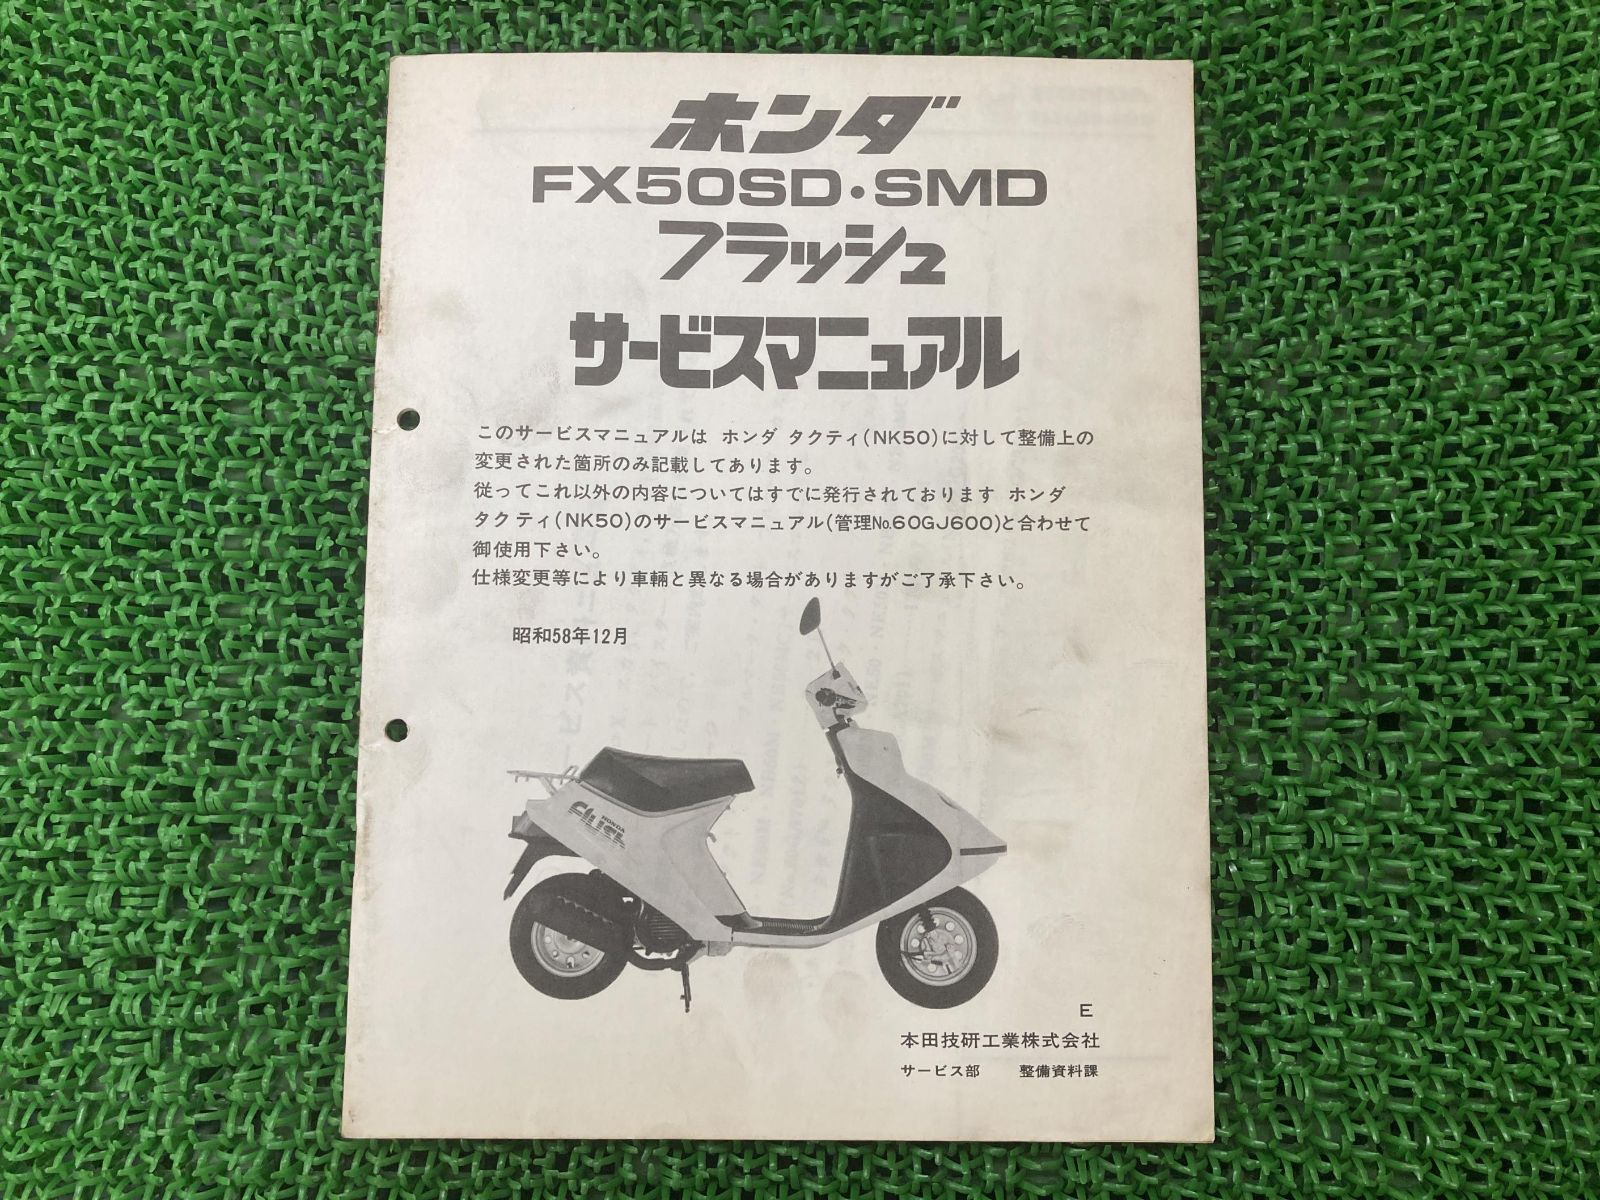 ホンダ
FX50SD・SMD
フラッシュ
サービスマニュアル
このサービスマニュアルは ホンダ タクティ(NK50)に対して整備上の
変更された箇所のみ記載してあります。
従ってこれ以外の内容についてはすでに発行されております ホンダ
タクティ(NK50)のサービスマニュアル(管理No.60GJ600)と合わせて
御使用下さい。
仕様変更等により車輛と異なる場合がありますがご了承下さい。
昭和58年12月
HONDA
FLUSH
E
本田技研工業株式会社
サービス部 整備資料課